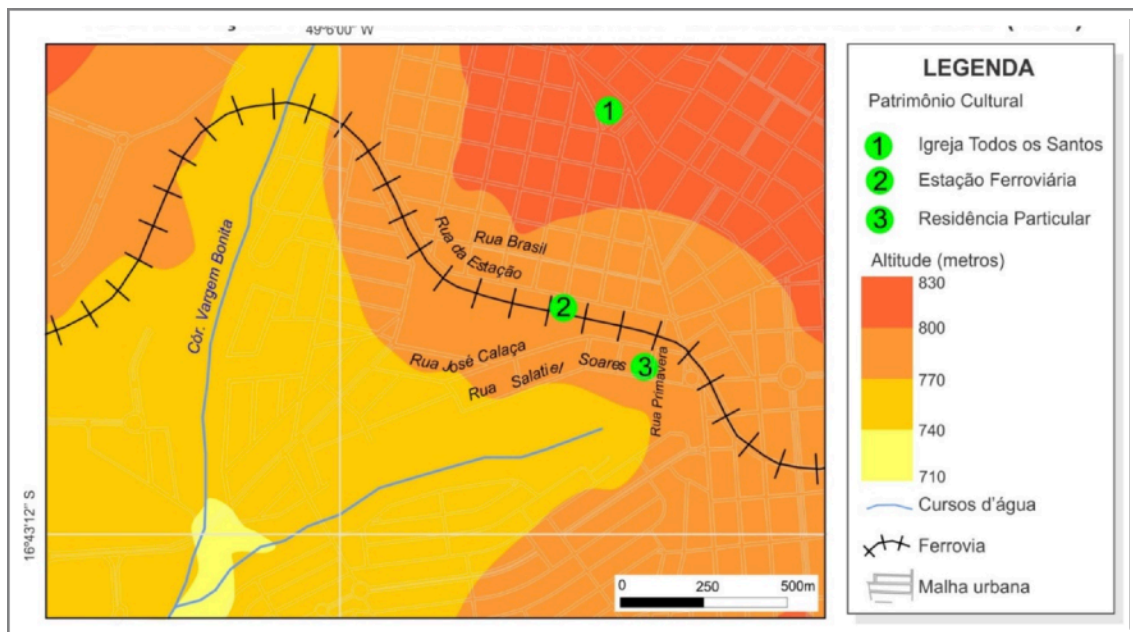 49°6'00" W
16°43'12" S
Cór. Vargem Bonita
1
Rua Brasil
Rua da Estação
2
Rua José Calaça
Rua Salatiel Soares
3
Rua Primavera
0 250 500m
LEGENDA
Patrimônio Cultural
1 Igreja Todos os Santos
2 Estação Ferroviária
3 Residência Particular
Altitude (metros)
830
800
770
740
710
Cursos d'água
Ferrovia
Malha urbana